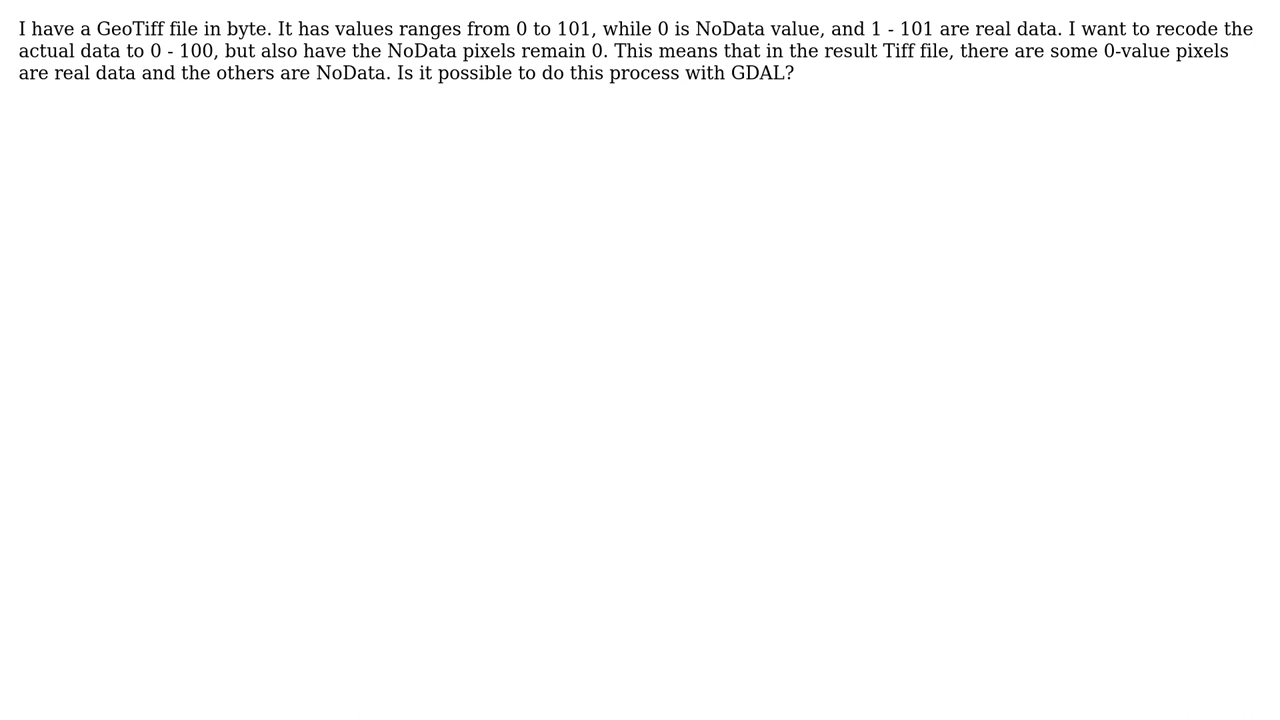 I have a GeoTiff file in byte. It has values ranges from 0 to 101, while 0 is NoData value, and 1 - 101 are real data. I want to recode the
actual data to 0 - 100, but also have the NoData pixels remain 0. This means that in the result Tiff file, there are some 0-value pixels
are real data and the others are NoData. Is it possible to do this process with GDAL?